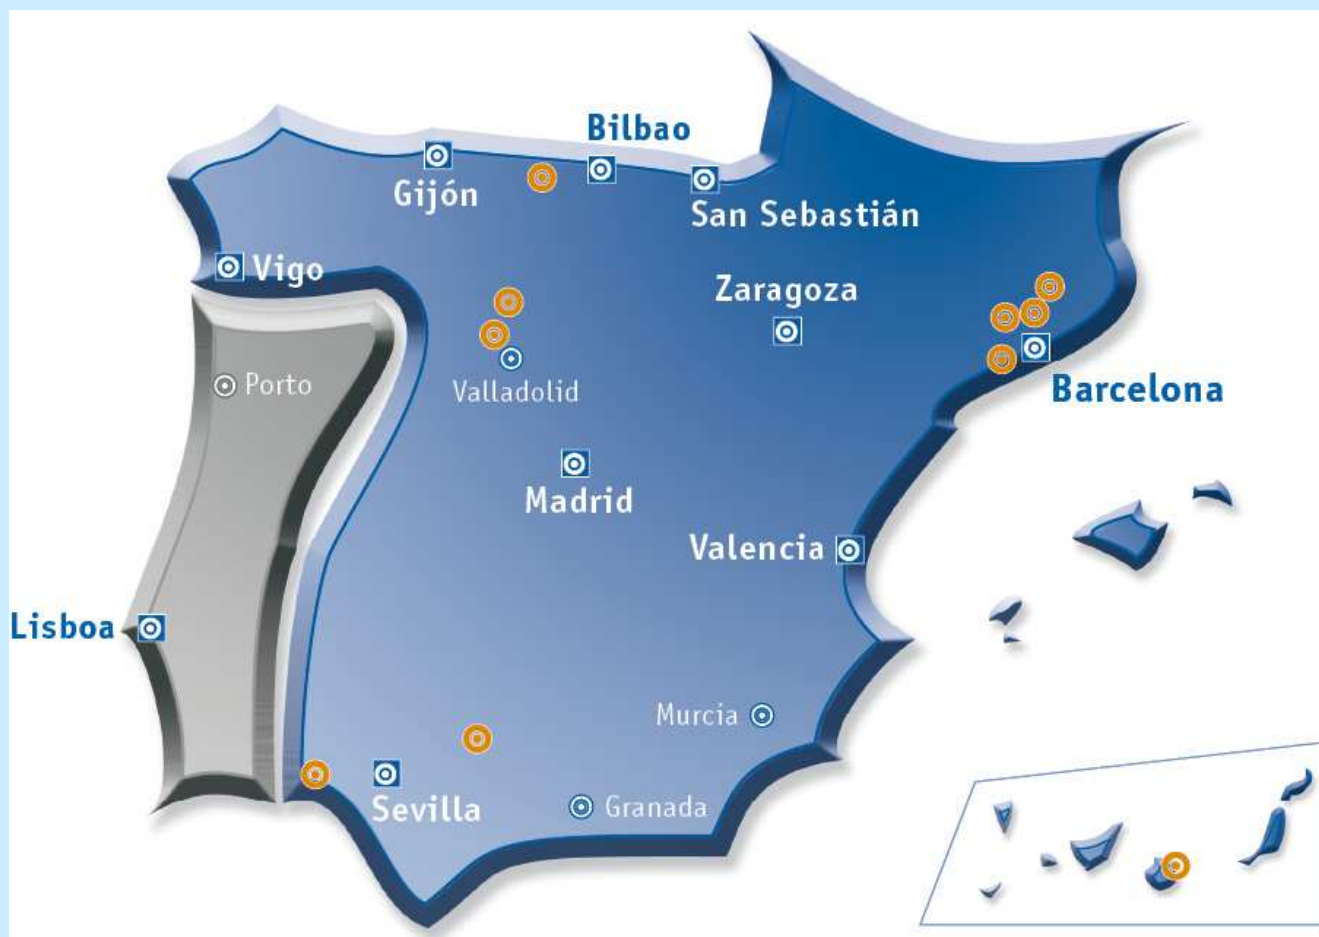 Bilbao
Gijón
San Sebastián
Vigo
Zaragoza
Porto
Valladolid
Barcelona
Madrid
Valencia
Lisboa
Murcia
Sevilla
Granada